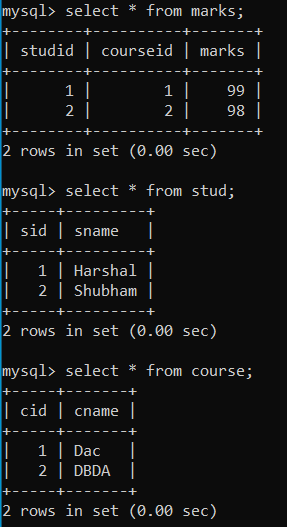 mysql> select * from marks;
+--------+----------+-------+
| studid | courseid | marks |
+--------+----------+-------+
|      1 |        1 |    99 |
|      2 |        2 |    98 |
+--------+----------+-------+
2 rows in set (0.00 sec)

mysql> select * from stud;
+-----+---------+
| sid | sname   |
+-----+---------+
|   1 | Harshal |
|   2 | Shubham |
+-----+---------+
2 rows in set (0.00 sec)

mysql> select * from course;
+-----+-------+
| cid | cname |
+-----+-------+
|   1 | Dac   |
|   2 | DBDA  |
+-----+-------+
2 rows in set (0.00 sec)